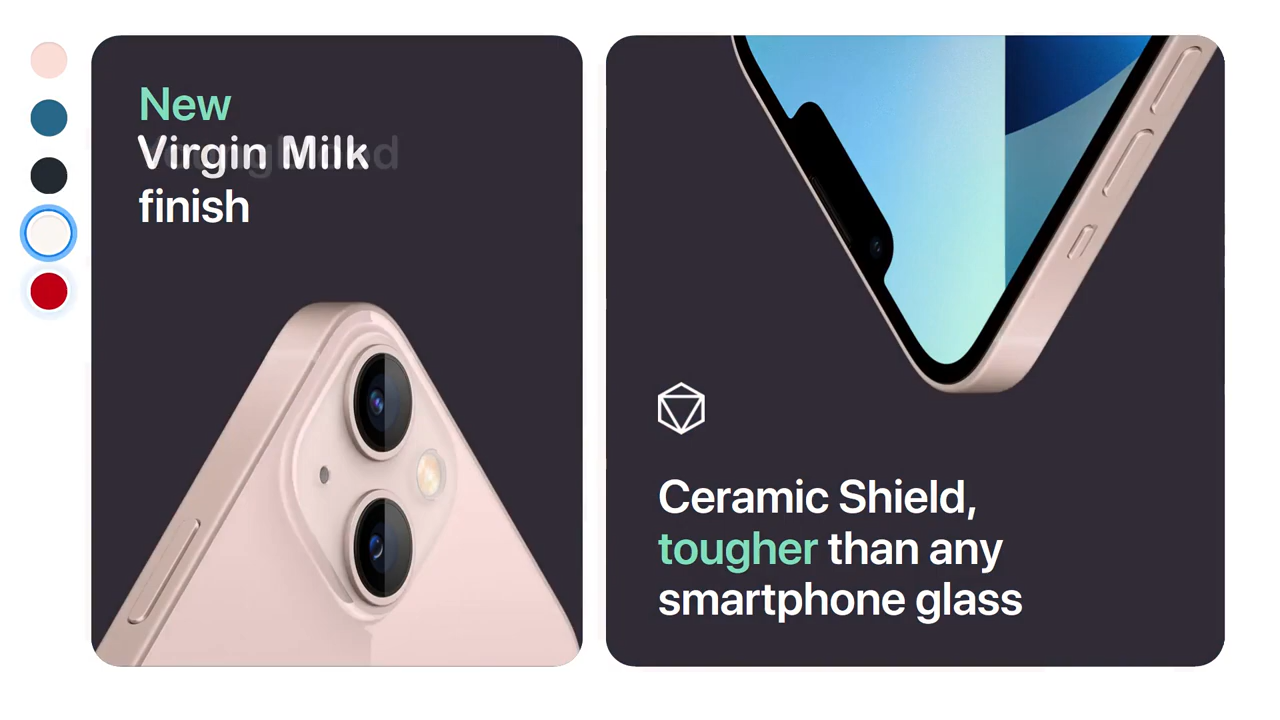 New
Virgin Milk
finish
Ceramic Shield,
tougher than any
smartphone glass